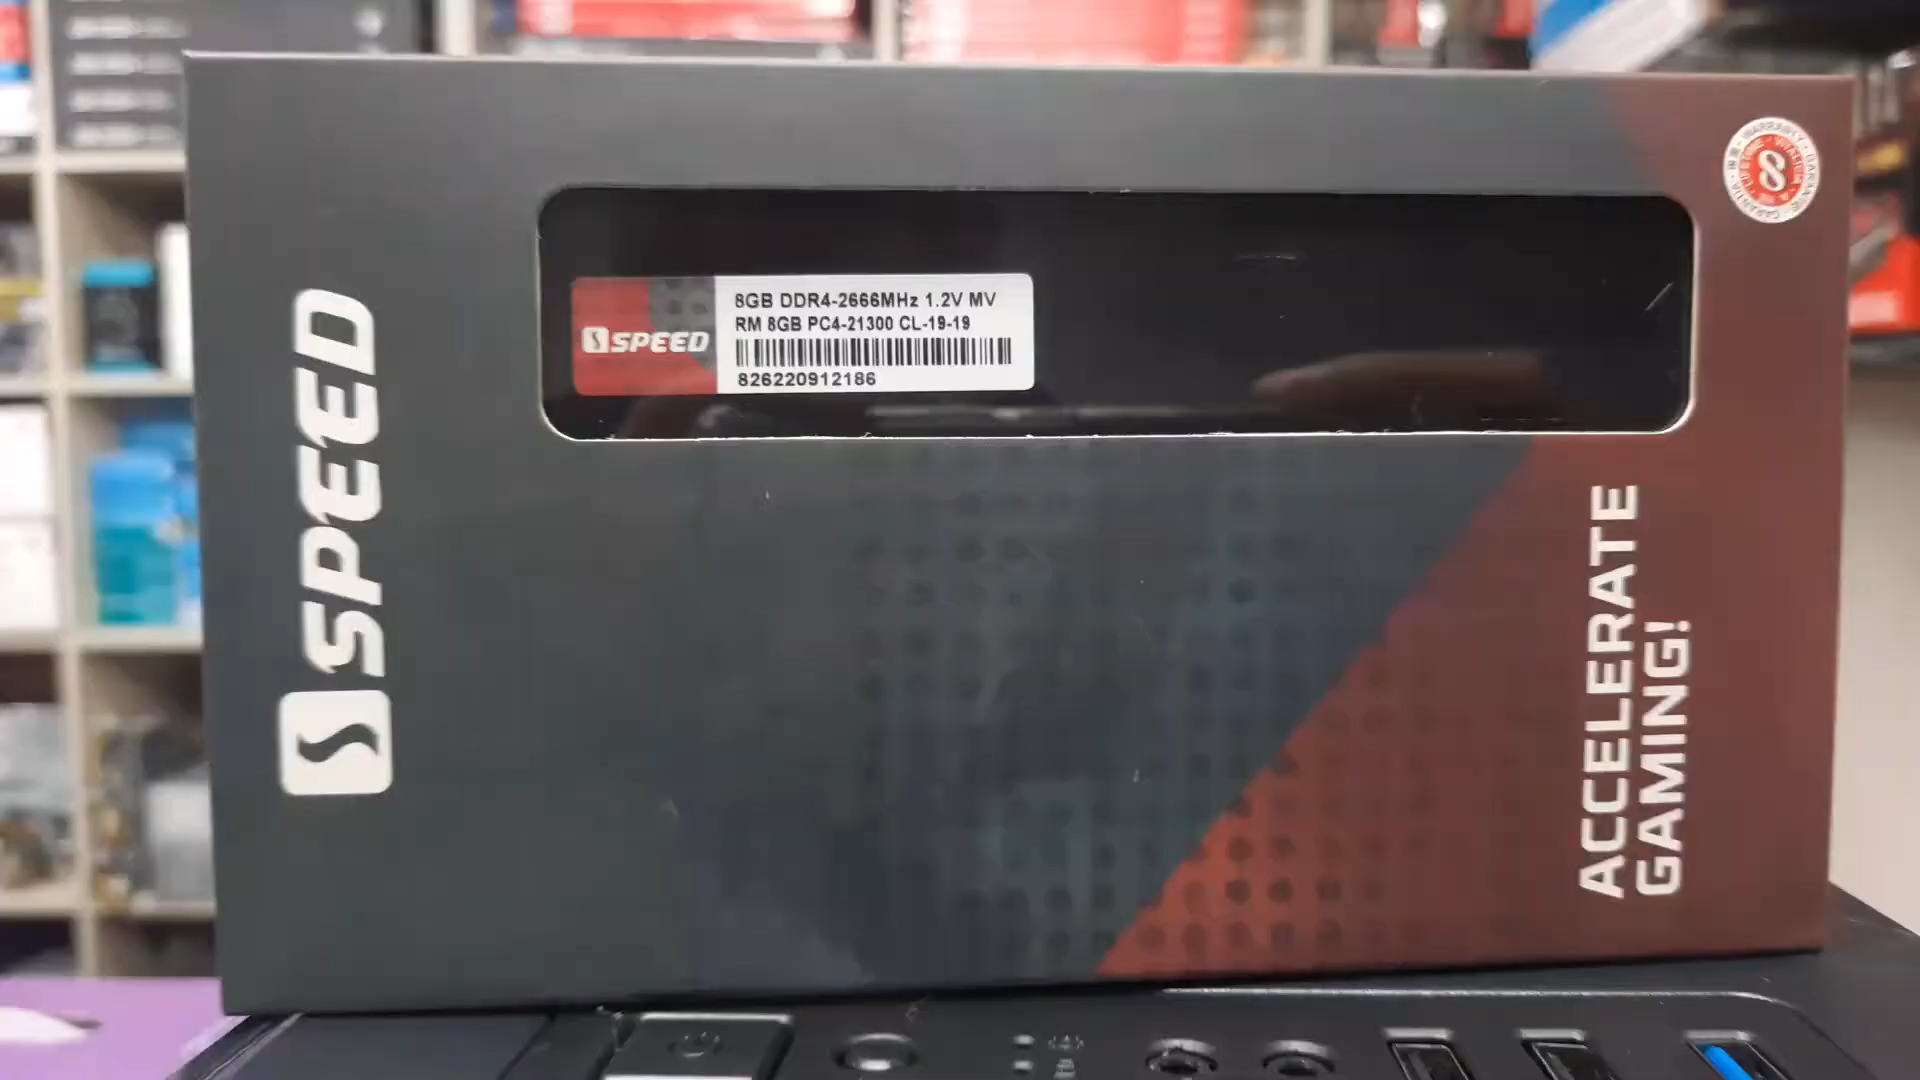 SPEED
SPEED
8GB DDR4-2666MHz 1.2V MV
RM 8GB PC4-21300 CL-19-19
826220912186
ACCELERATE
GAMING!
WARRANTY
8